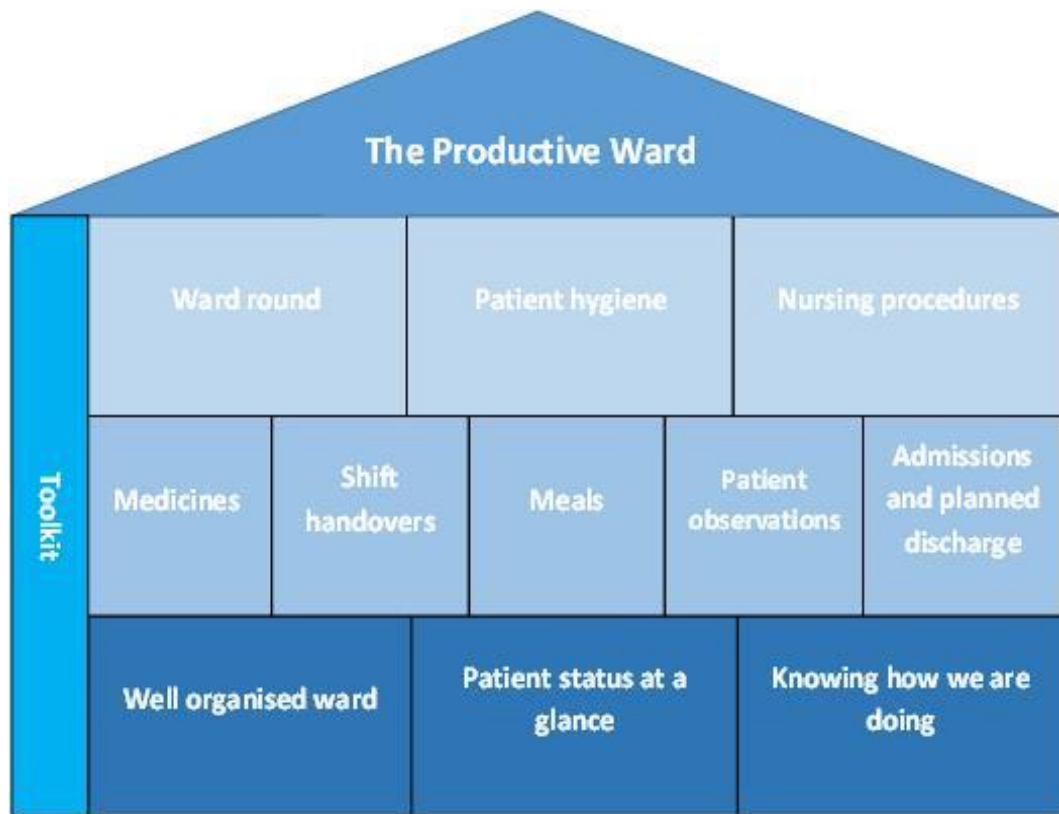 The Productive Ward
Ward round
Patient hygiene
Nursing procedures
Toolkit
Medicines
Shift
handovers
Meals
Patient
observations
Admissions
and planned
discharge
Well organised ward
Patient status at a
glance
Knowing how we are
doing